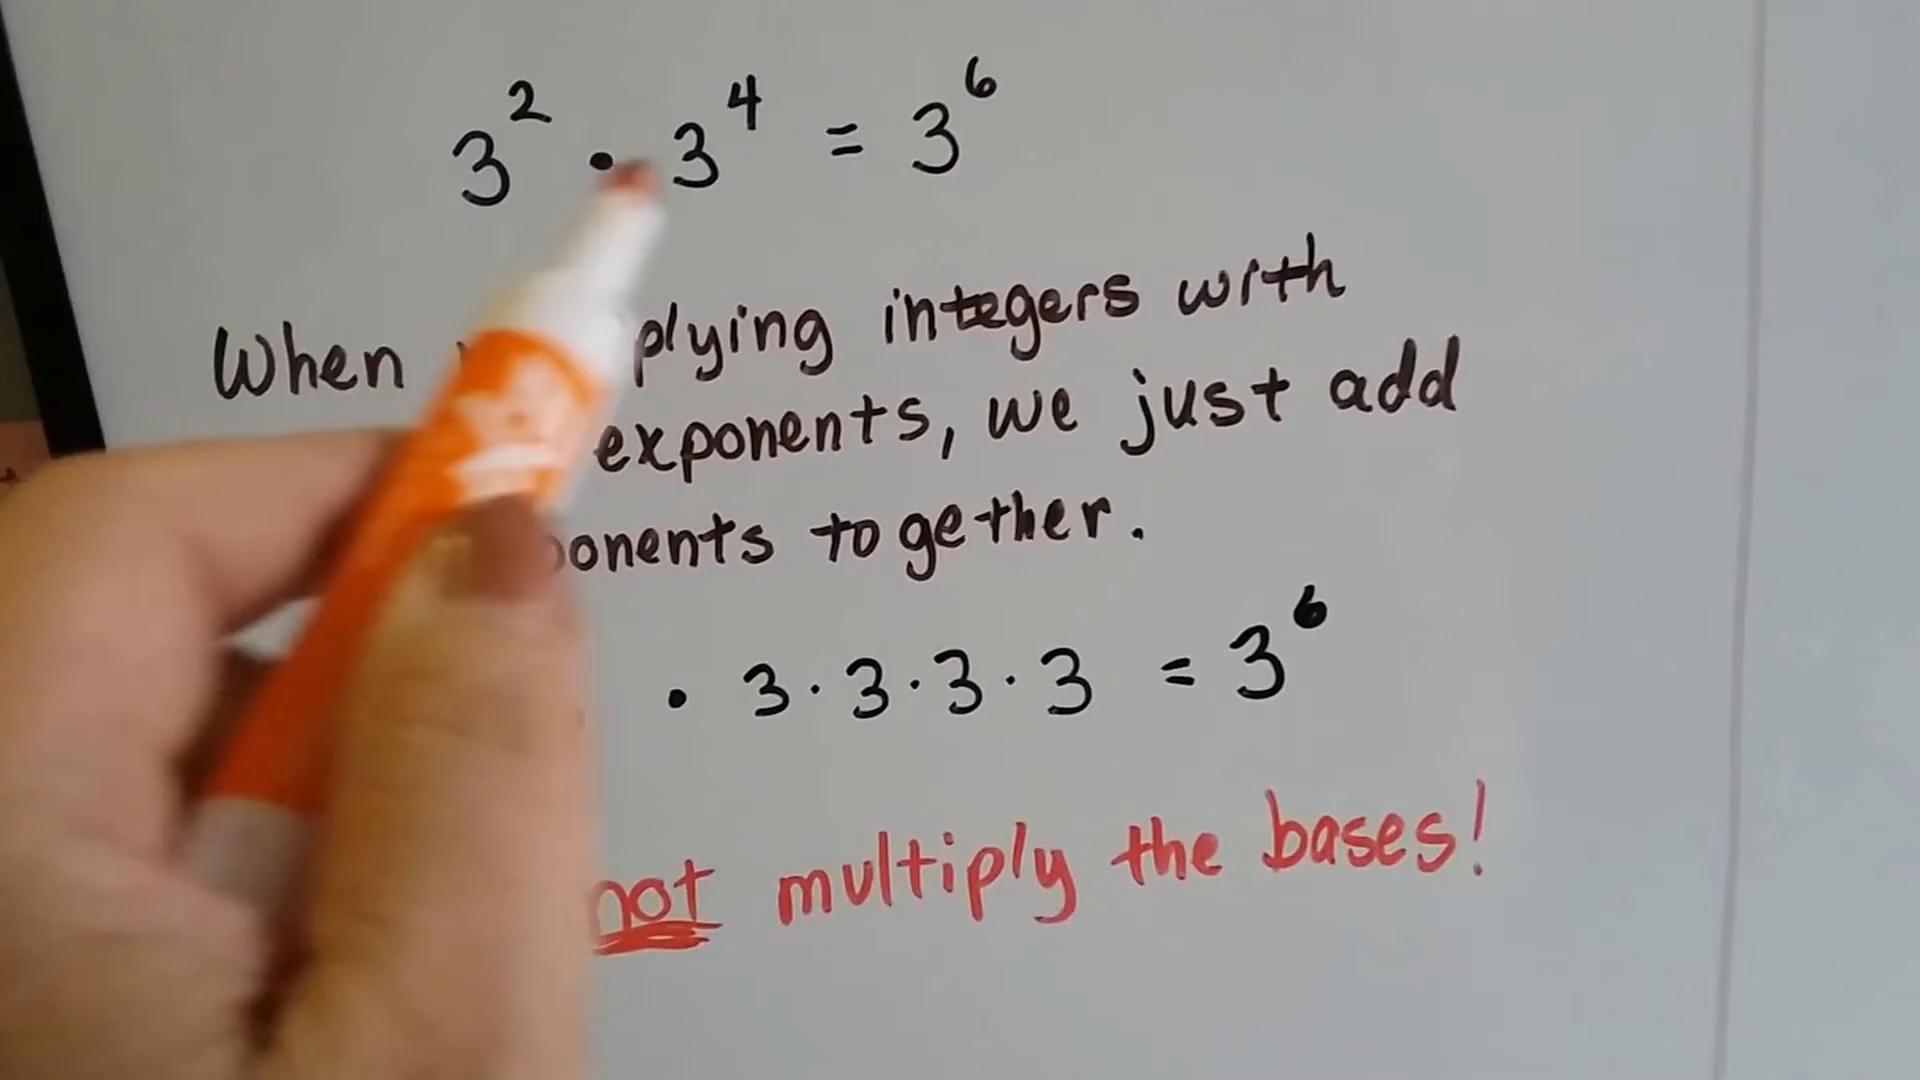 3² · 3⁴ = 3⁶
When plying integers with
exponents, we just add
onents together.
· 3 · 3 · 3 · 3 = 3⁶
not multiply the bases!